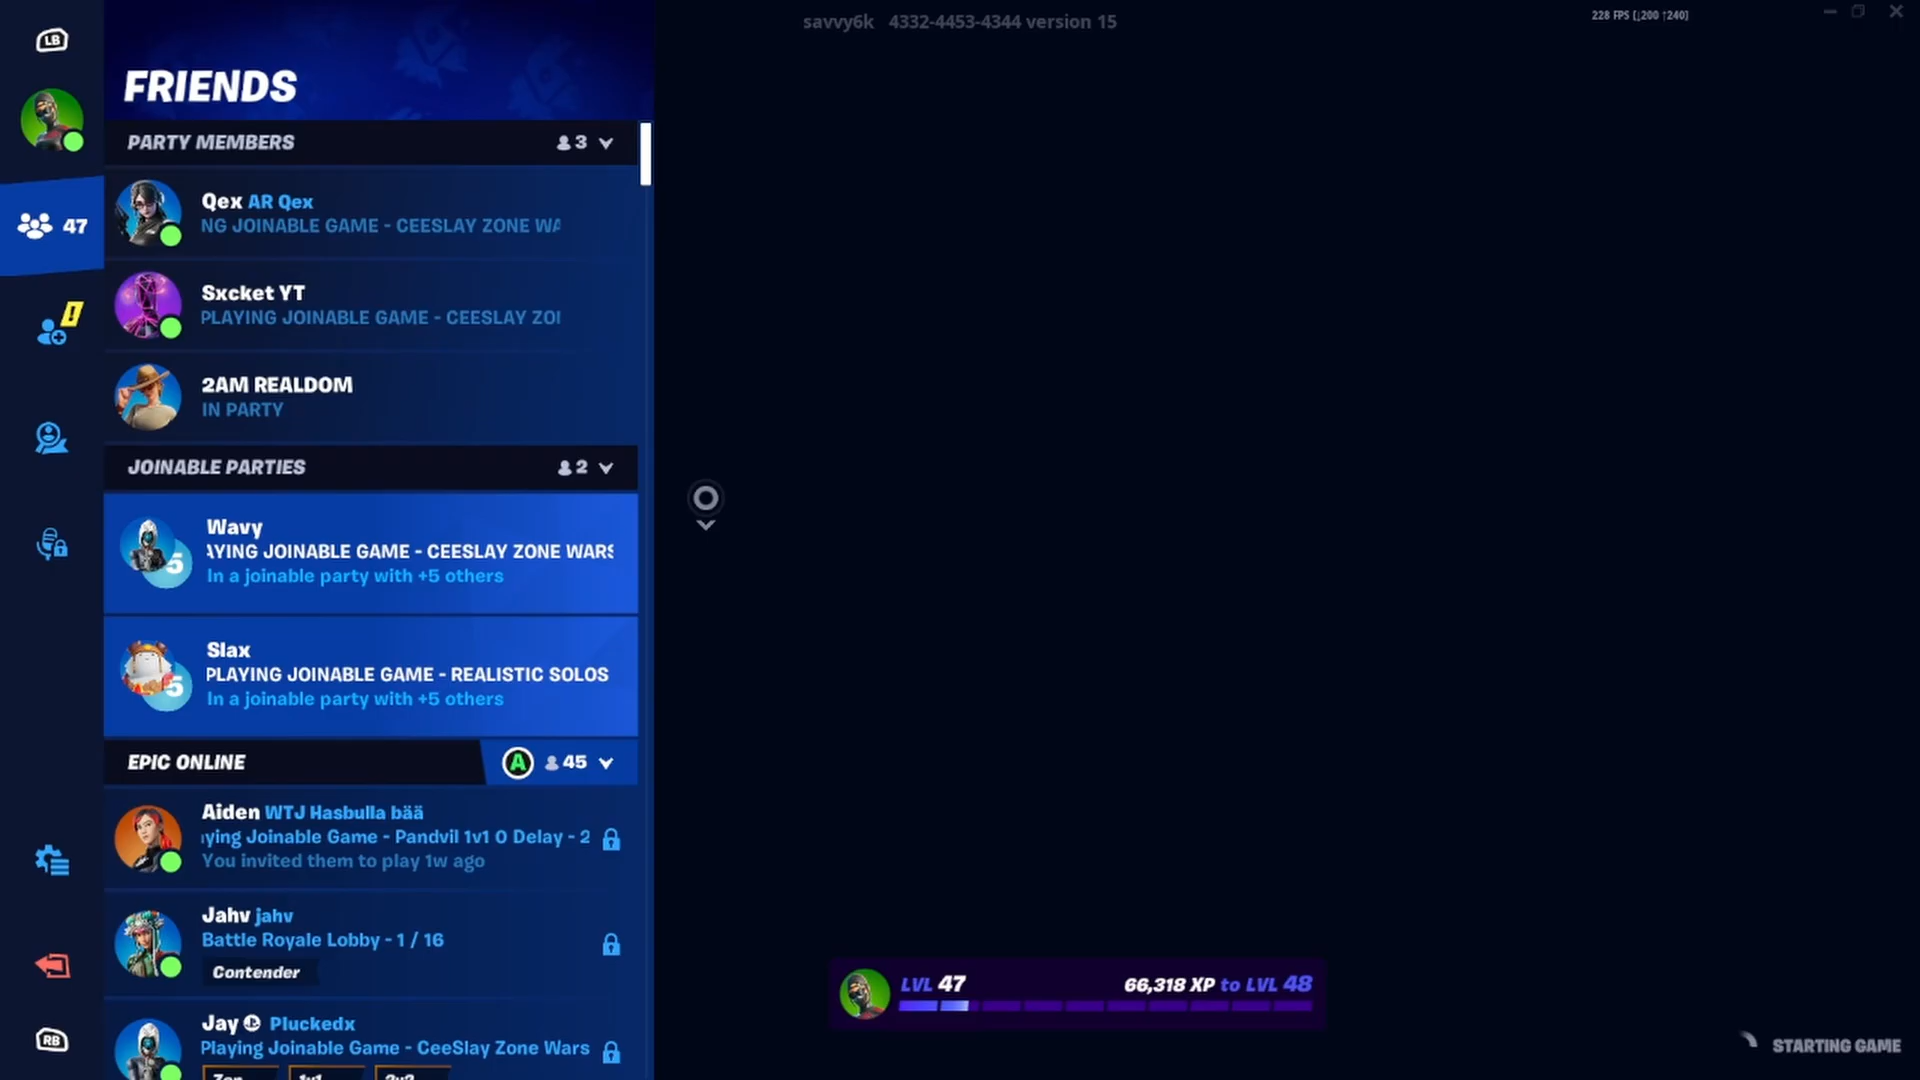 LB
FRIENDS
PARTY MEMBERS 3
Qex AR Qex
NG JOINABLE GAME - CEESLAY ZONE WA
47
Sxcket YT
PLAYING JOINABLE GAME - CEESLAY ZO
!
2AM REALDOM
IN PARTY
JOINABLE PARTIES 2
Wavy
AYING JOINABLE GAME - CEESLAY ZONE WARS
5
In a joinable party with +5 others
Slax
PLAYING JOINABLE GAME - REALISTIC SOLOS
5
In a joinable party with +5 others
EPIC ONLINE A 45
Aiden WTJ Hasbulla bää
ying Joinable Game - Pandvil 1v1 0 Delay - 2
You invited them to play 1w ago
Jahv jahv
Battle Royale Lobby - 1 / 16
Contender
Jay Pluckedx
Playing Joinable Game - CeeSlay Zone Wars
RB
savvy6k 4332-4453-4344 version 15
228 FPS [↓200 ↑240]
LVL 47
66,318 XP to LVL 48
STARTING GAME